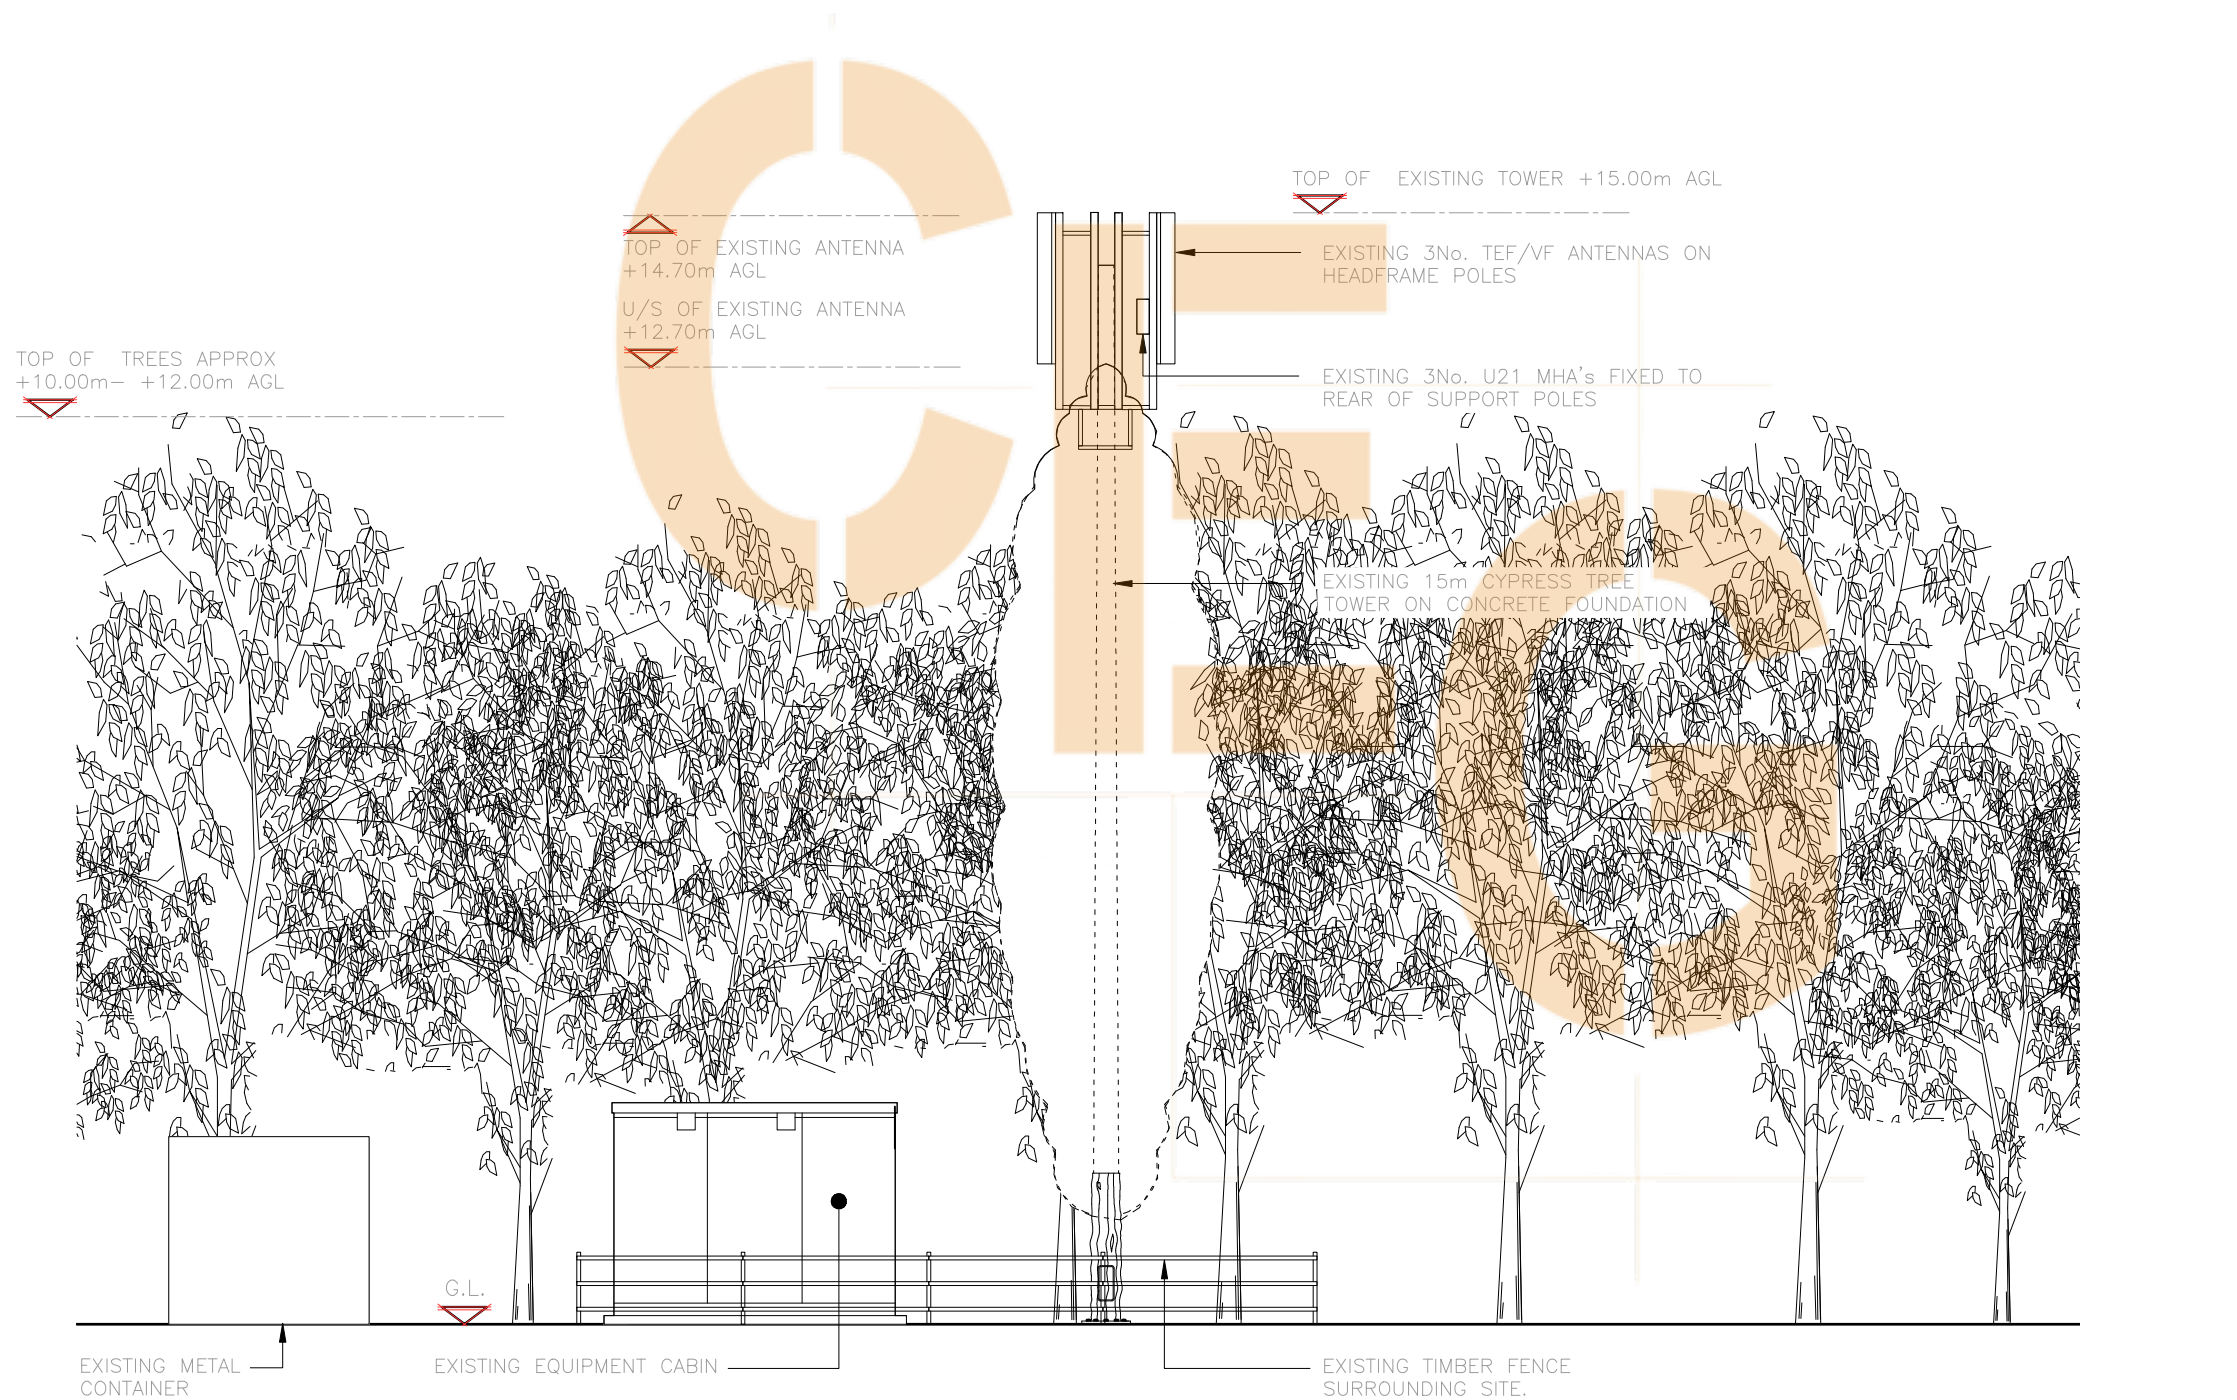 TOP OF EXISTING TOWER +15.00m AGL
TOP OF EXISTING ANTENNA
+14.70m AGL
EXISTING 3No. TEF/VF ANTENNAS ON
HEADFRAME POLES
U/S OF EXISTING ANTENNA
+12.70m AGL
TOP OF TREES APPROX
+10.00m- +12.00m AGL
EXISTING 3No. U21 MHA's FIXED TO
REAR OF SUPPORT POLES
EXISTING 15m CYPRESS TREE
TOWER ON CONCRETE FOUNDATION
G.L.
EXISTING METAL
CONTAINER
EXISTING EQUIPMENT CABIN
EXISTING TIMBER FENCE
SURROUNDING SITE.